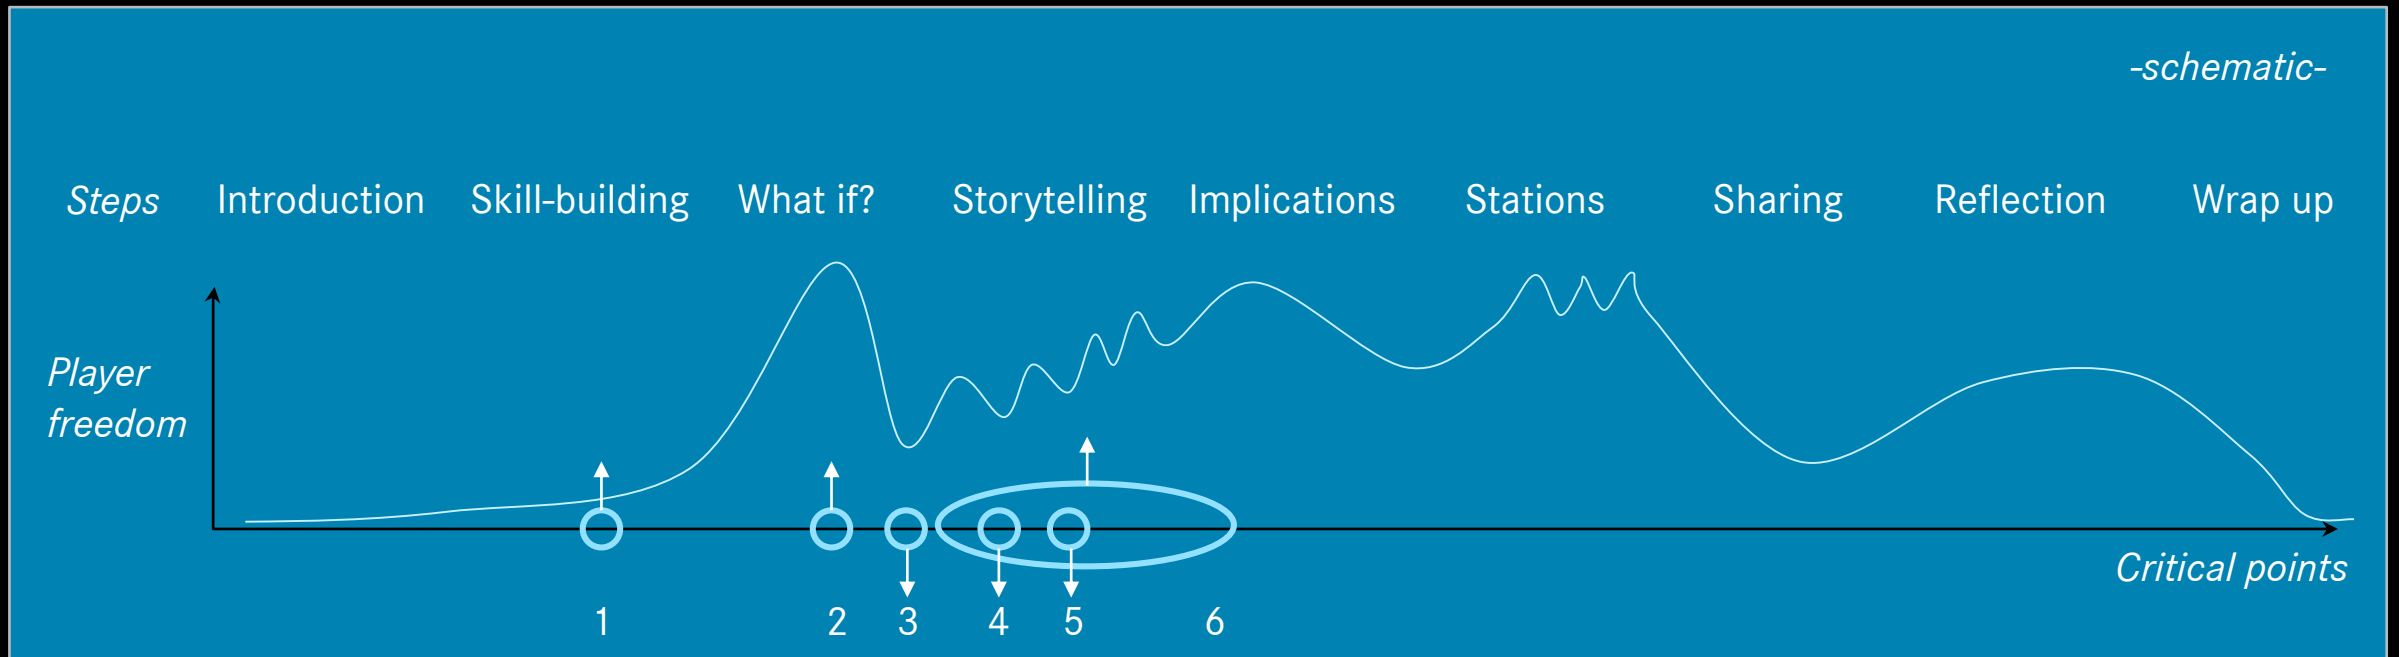 -schematic-
Steps Introduction Skill-building What if? Storytelling Implications Stations Sharing Reflection Wrap up
Player
freedom
Critical points
1 2 3 4 5 6